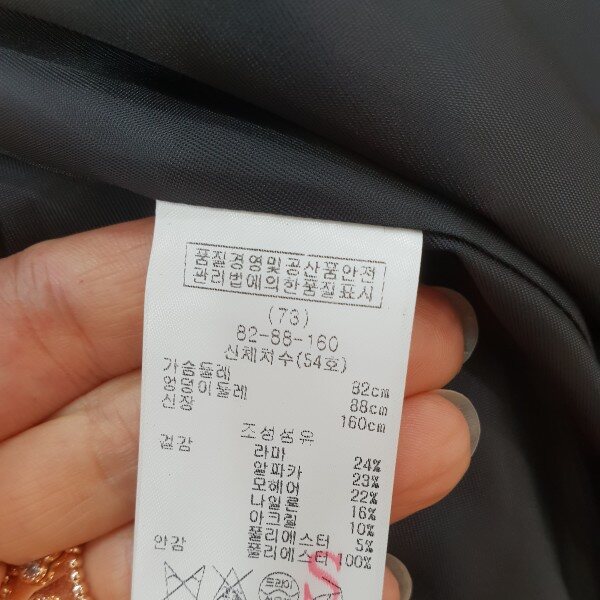 품질경영및공산품안전
관리법에의한품질표시
(73)
82-88-160
신체처수(54호)
가슴둘레 82cm
엉덩이둘레 88cm
신장 160cm
조성섬유
겉감 라마 24%
알파카 23%
모헤어 22%
나일론 16%
아크릴 10%
폴리에스터 5%
안감 폴리에스터 100%
드라이